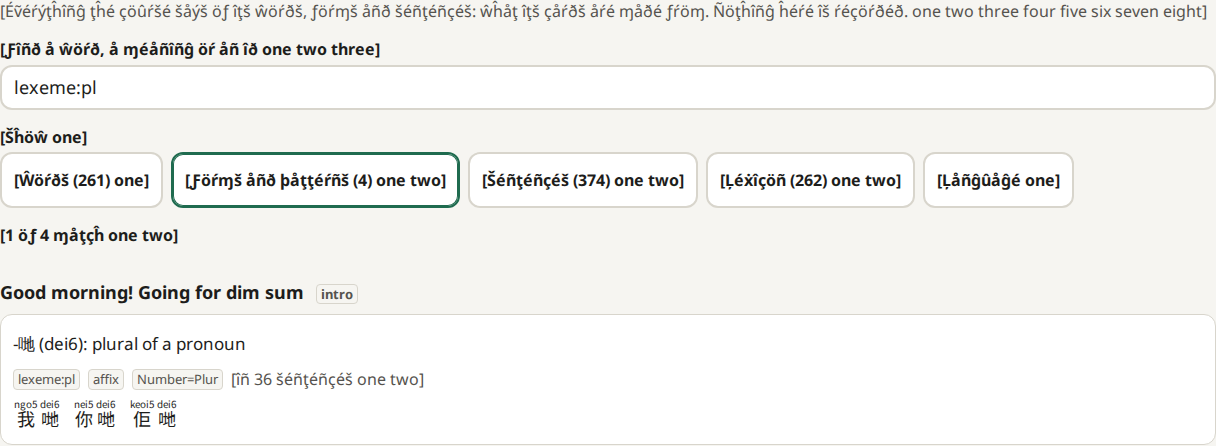 [Ēvéŕýţĥîñĝ ţĥé çöûŕšé šåýš öƒ îţš ŵöŕðš, ƒöŕɱš åñð šéñţéñçéš: ŵĥåţ îţš çåŕðš åŕé ɱåðé ƒŕöɱ. Ñöţĥîñĝ ĥéŕé îš ŕéçöŕðéð. one two three four five six seven eight]
[Ƒîñð å ŵöŕð, å ɱéåñîñĝ öŕ åñ îð one two three]
lexeme:pl
[Šĥöŵ one]
[Ŵöŕðš (261) one] [Ƒöŕɱš åñð þåţţéŕñš (4) one two] [Šéñţéñçéš (374) one two] [Ļéẋîçöñ (262) one two] [Ļåñĝûåĝé one]
[1 öƒ 4 ɱåţçĥ one two]
Good morning! Going for dim sum intro
-哋 (dei6): plural of a pronoun
lexeme:pl affix Number=Plur [îñ 36 šéñţéñçéš one two]
ngo5 dei6 nei5 dei6 keoi5 dei6
我 哋 你 哋 佢 哋